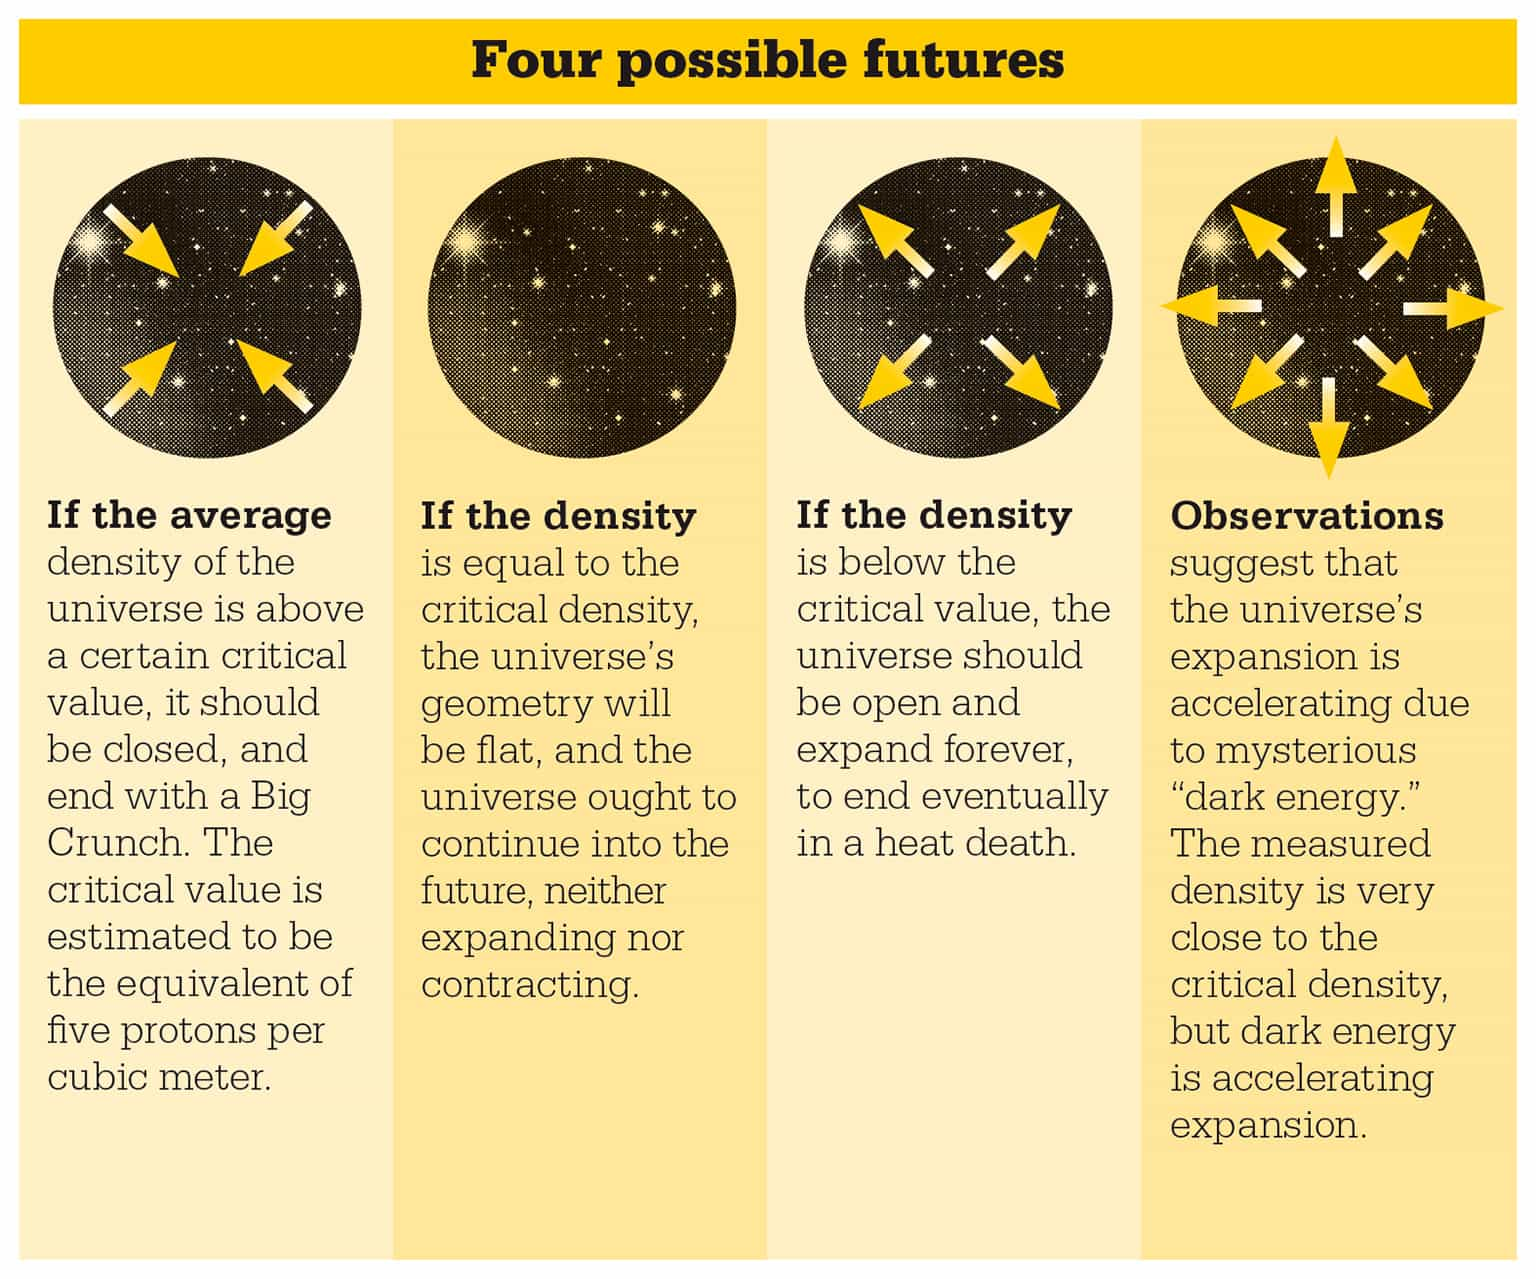 Four possible futures
If the average
density of the
universe is above
a certain critical
value, it should
be closed, and
end with a Big
Crunch. The
critical value is
estimated to be
the equivalent of
five protons per
cubic meter.
If the density
is equal to the
critical density,
the universe’s
geometry will
be flat, and the
universe ought to
continue into the
future, neither
expanding nor
contracting.
If the density
is below the
critical value, the
universe should
be open and
expand forever,
to end eventually
in a heat death.
Observations
suggest that
the universe’s
expansion is
accelerating due
to mysterious
“dark energy.”
The measured
density is very
close to the
critical density,
but dark energy
is accelerating
expansion.